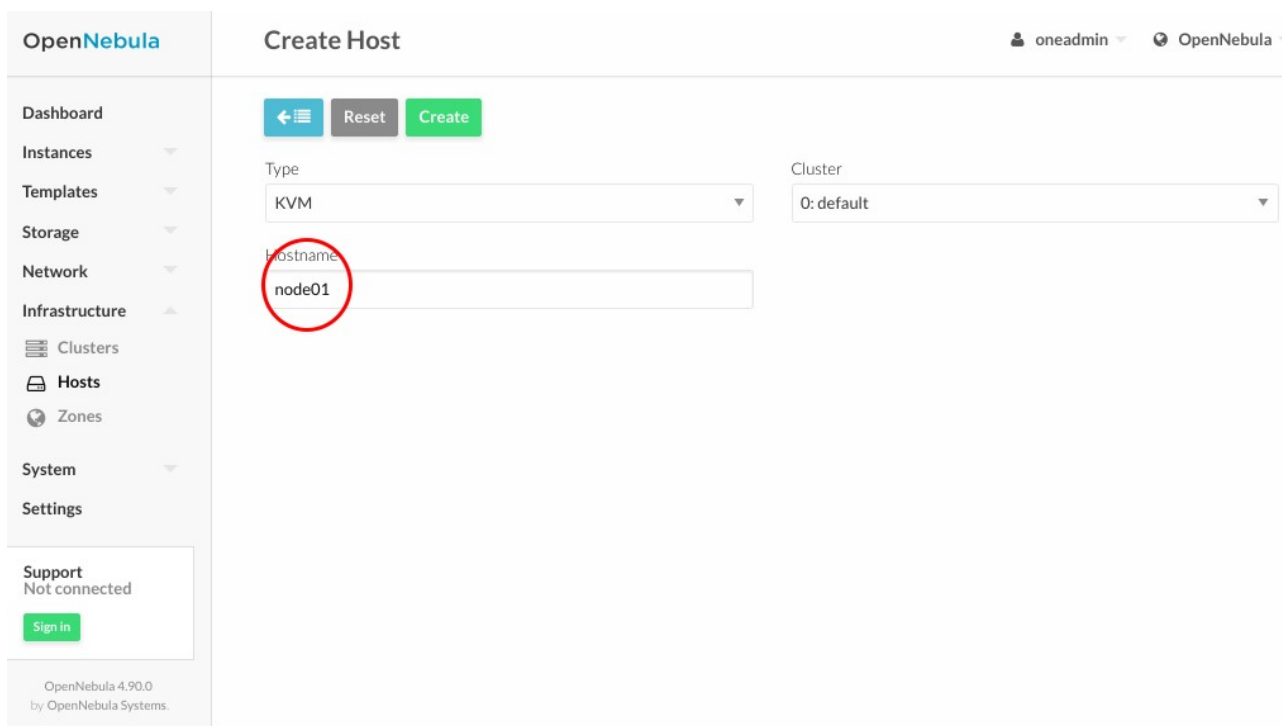 OpenNebula
Create Host
oneadmin
OpenNebula
Dashboard
Instances
Templates
Storage
Network
Infrastructure
Clusters
Hosts
Zones
System
Settings
Support
Not connected
Sign in
OpenNebula 4.90.0
by OpenNebula Systems.
Reset
Create
Type
Cluster
KVM
0: default
Hostname
node01